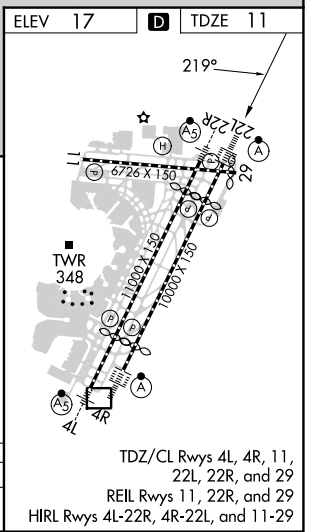 ELEV 17 D TDZE 11
219°
A5 22R 22L A
H P
11 6726 X 150 29
P P P
TWR
348
11000 X 150 10000 X 150
P P
A5 A
4L 4R
TDZ/CL Rwys 4L, 4R, 11,
22L, 22R, and 29
REIL Rwys 11, 22R, and 29
HIRL Rwys 4L-22R, 4R-22L, and 11-29